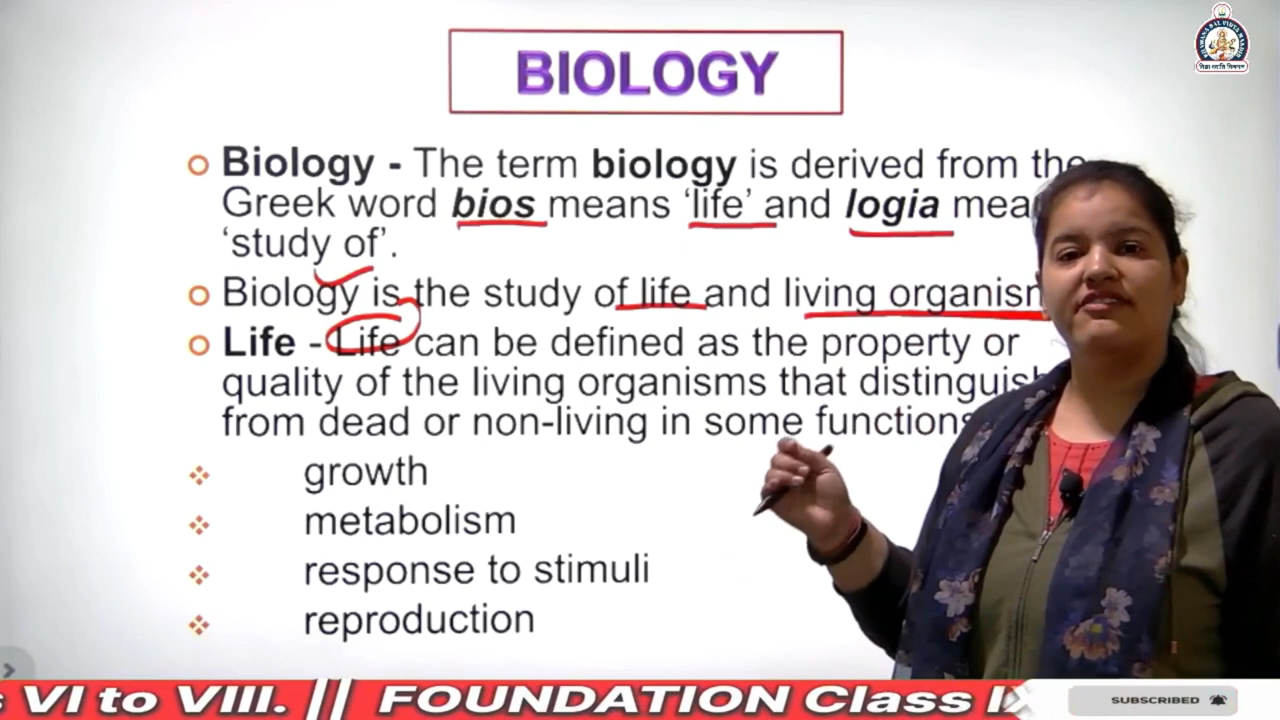 BIOLOGY
Biology - The term biology is derived from the
Greek word bios means 'life' and logia mea
'study of'.
Biology is the study of life and living organism
Life - Life can be defined as the property or
quality of the living organisms that distinguish
from dead or non-living in some functions
growth
metabolism
response to stimuli
reproduction
s VI to VIII. || FOUNDATION Class IX
SUBSCRIBED